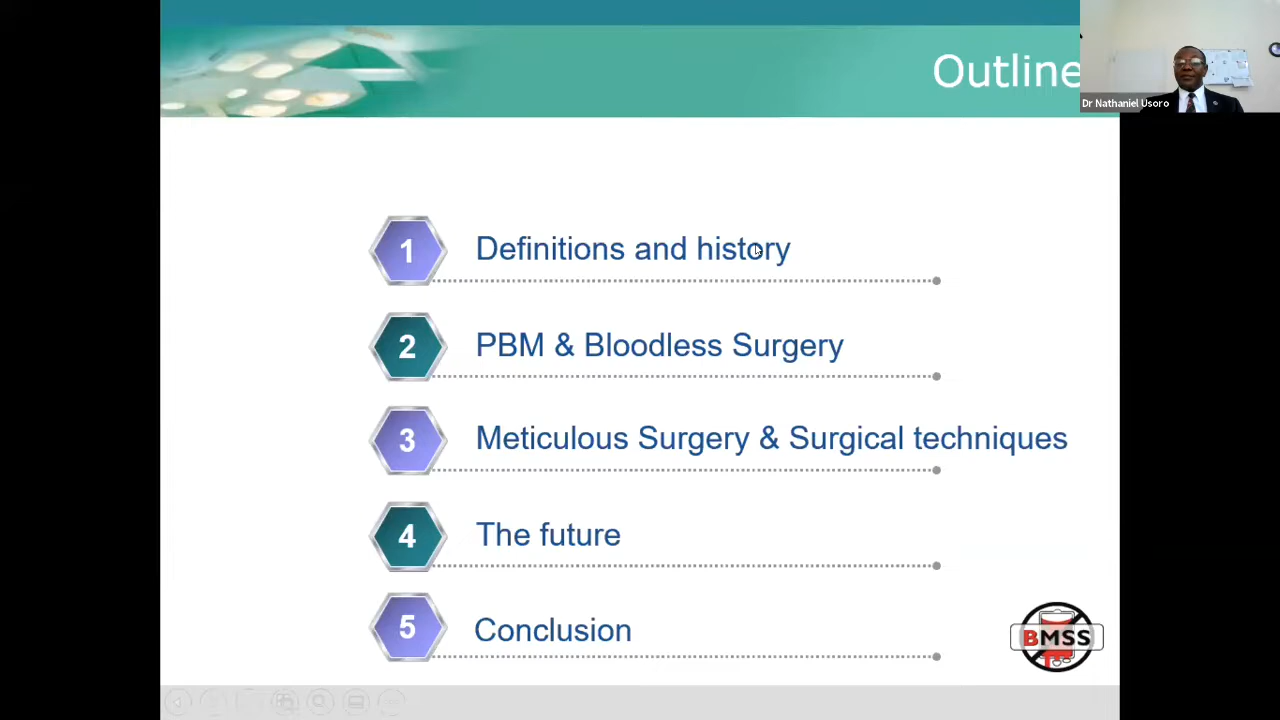 Outline
Dr Nathaniel Usoro
1 Definitions and history
2 PBM & Bloodless Surgery
3 Meticulous Surgery & Surgical techniques
4 The future
5 Conclusion
BMSS